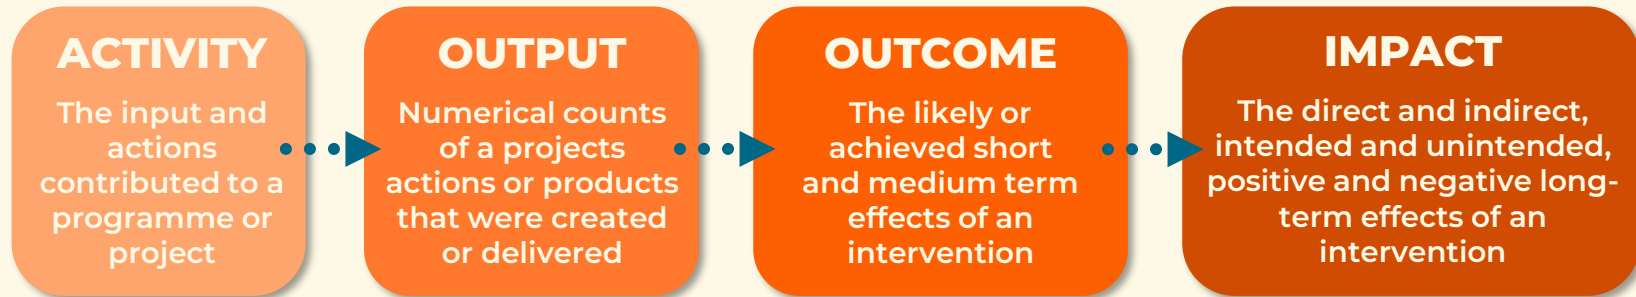 ACTIVITY
The input and
actions
contributed to a
programme or
project
OUTPUT
Numerical counts
of a projects
actions or products
that were created
or delivered
OUTCOME
The likely or
achieved short
and medium term
effects of an
intervention
IMPACT
The direct and indirect,
intended and unintended,
positive and negative long-
term effects of an
intervention